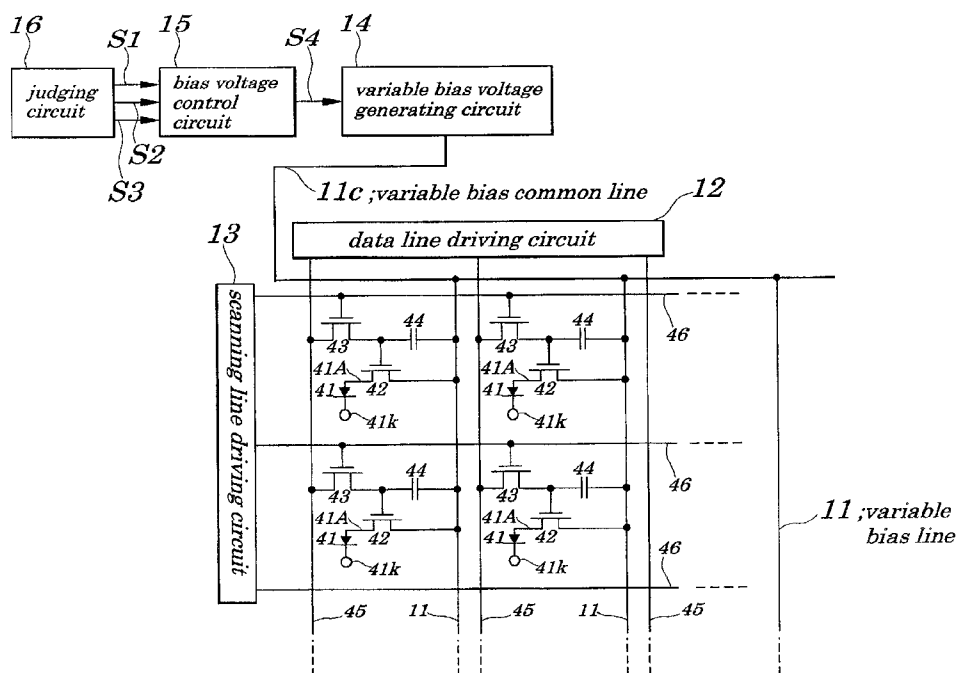 16
S1
15
S4
14
judging
circuit
bias voltage
control
circuit
variable bias voltage
generating circuit
S2
S3
11c ;variable bias common line
12
data line driving circuit
13
scanning line driving circuit
46
43
44
43
44
41A
41
42
41k
41A
41
42
41k
46
43
44
43
44
41A
41
42
41k
41A
41
42
41k
11 ;variable
bias line
46
45
11
45
11
45